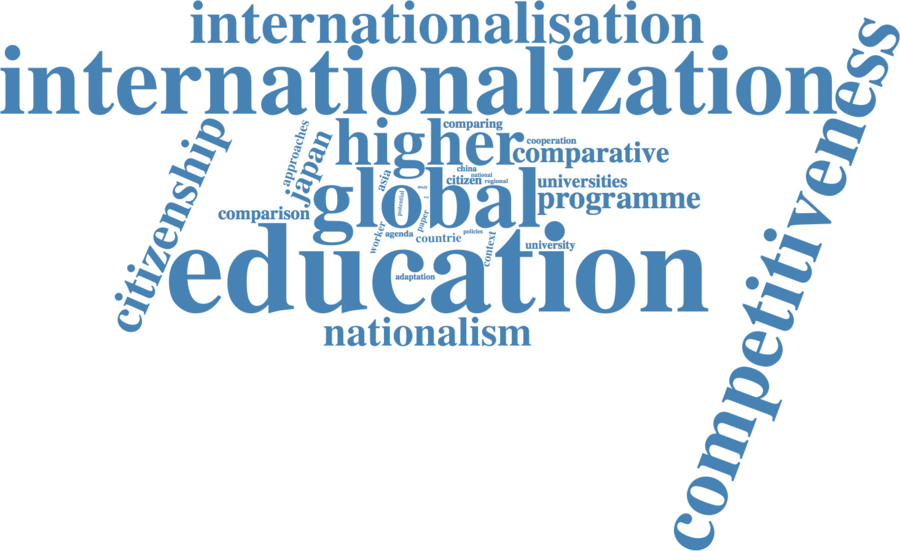 internationalisation
internationalization
competitiveness
comparing
higher
cooperation
approaches
japan
citizenship
comparative
china
national
asia
citizen
regional
universities
global
potential
programme
comparison
paper
worker
agenda
countrie
policies
context
university
education
adaptation
nationalism